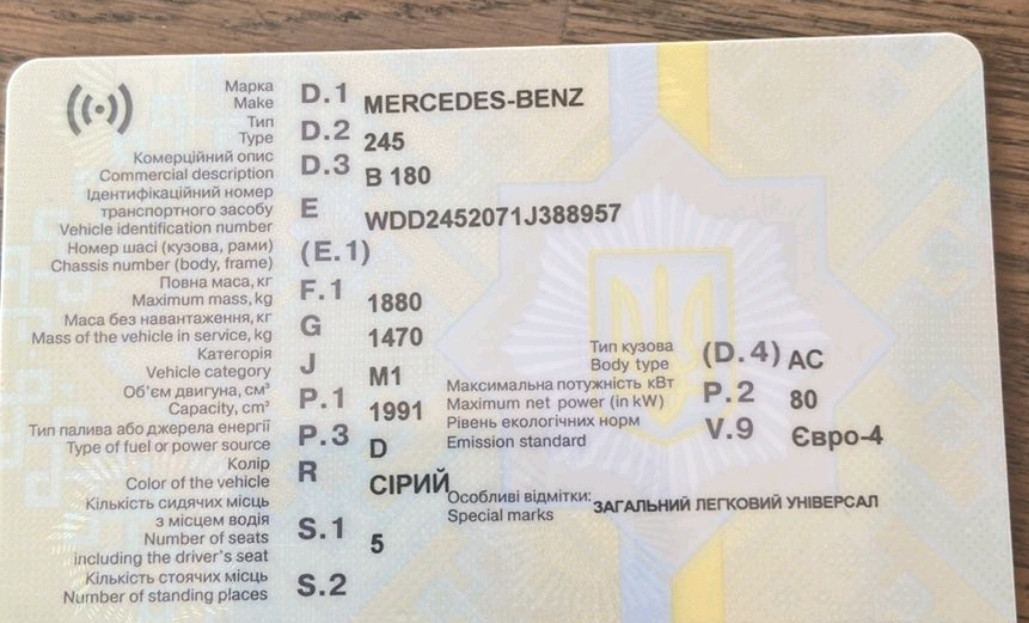 Марка
Make D.1 MERCEDES-BENZ
Тип
Type D.2 245
Комерційний опис
Commercial description D.3 B 180
Ідентифікаційний номер
транспортного засобу
Vehicle identification number E WDD2452071J388957
Номер шасі (кузова, рами)
Chassis number (body, frame) (E.1)
Повна маса, кг
Maximum mass, kg F.1 1880
Маса без навантаження, кг
Mass of the vehicle in service, kg G 1470
Категорія
Vehicle category J M1
Тип кузова
Body type (D.4) AC
Об'єм двигуна, см³
Capacity, cm³ P.1 1991
Максимальна потужність кВт
Maximum net power (in kW) P.2 80
Тип палива або джерела енергії
Type of fuel or power source P.3 D
Рівень екологічних норм
Emission standard V.9 Євро-4
Колір
Color of the vehicle R СІРИЙ
Особливі відмітки: ЗАГАЛЬНИЙ ЛЕГКОВИЙ УНІВЕРСАЛ
Special marks
Кількість сидячих місць
з місцем водія
Number of seats
including the driver's seat S.1 5
Кількість стоячих місць
Number of standing places S.2